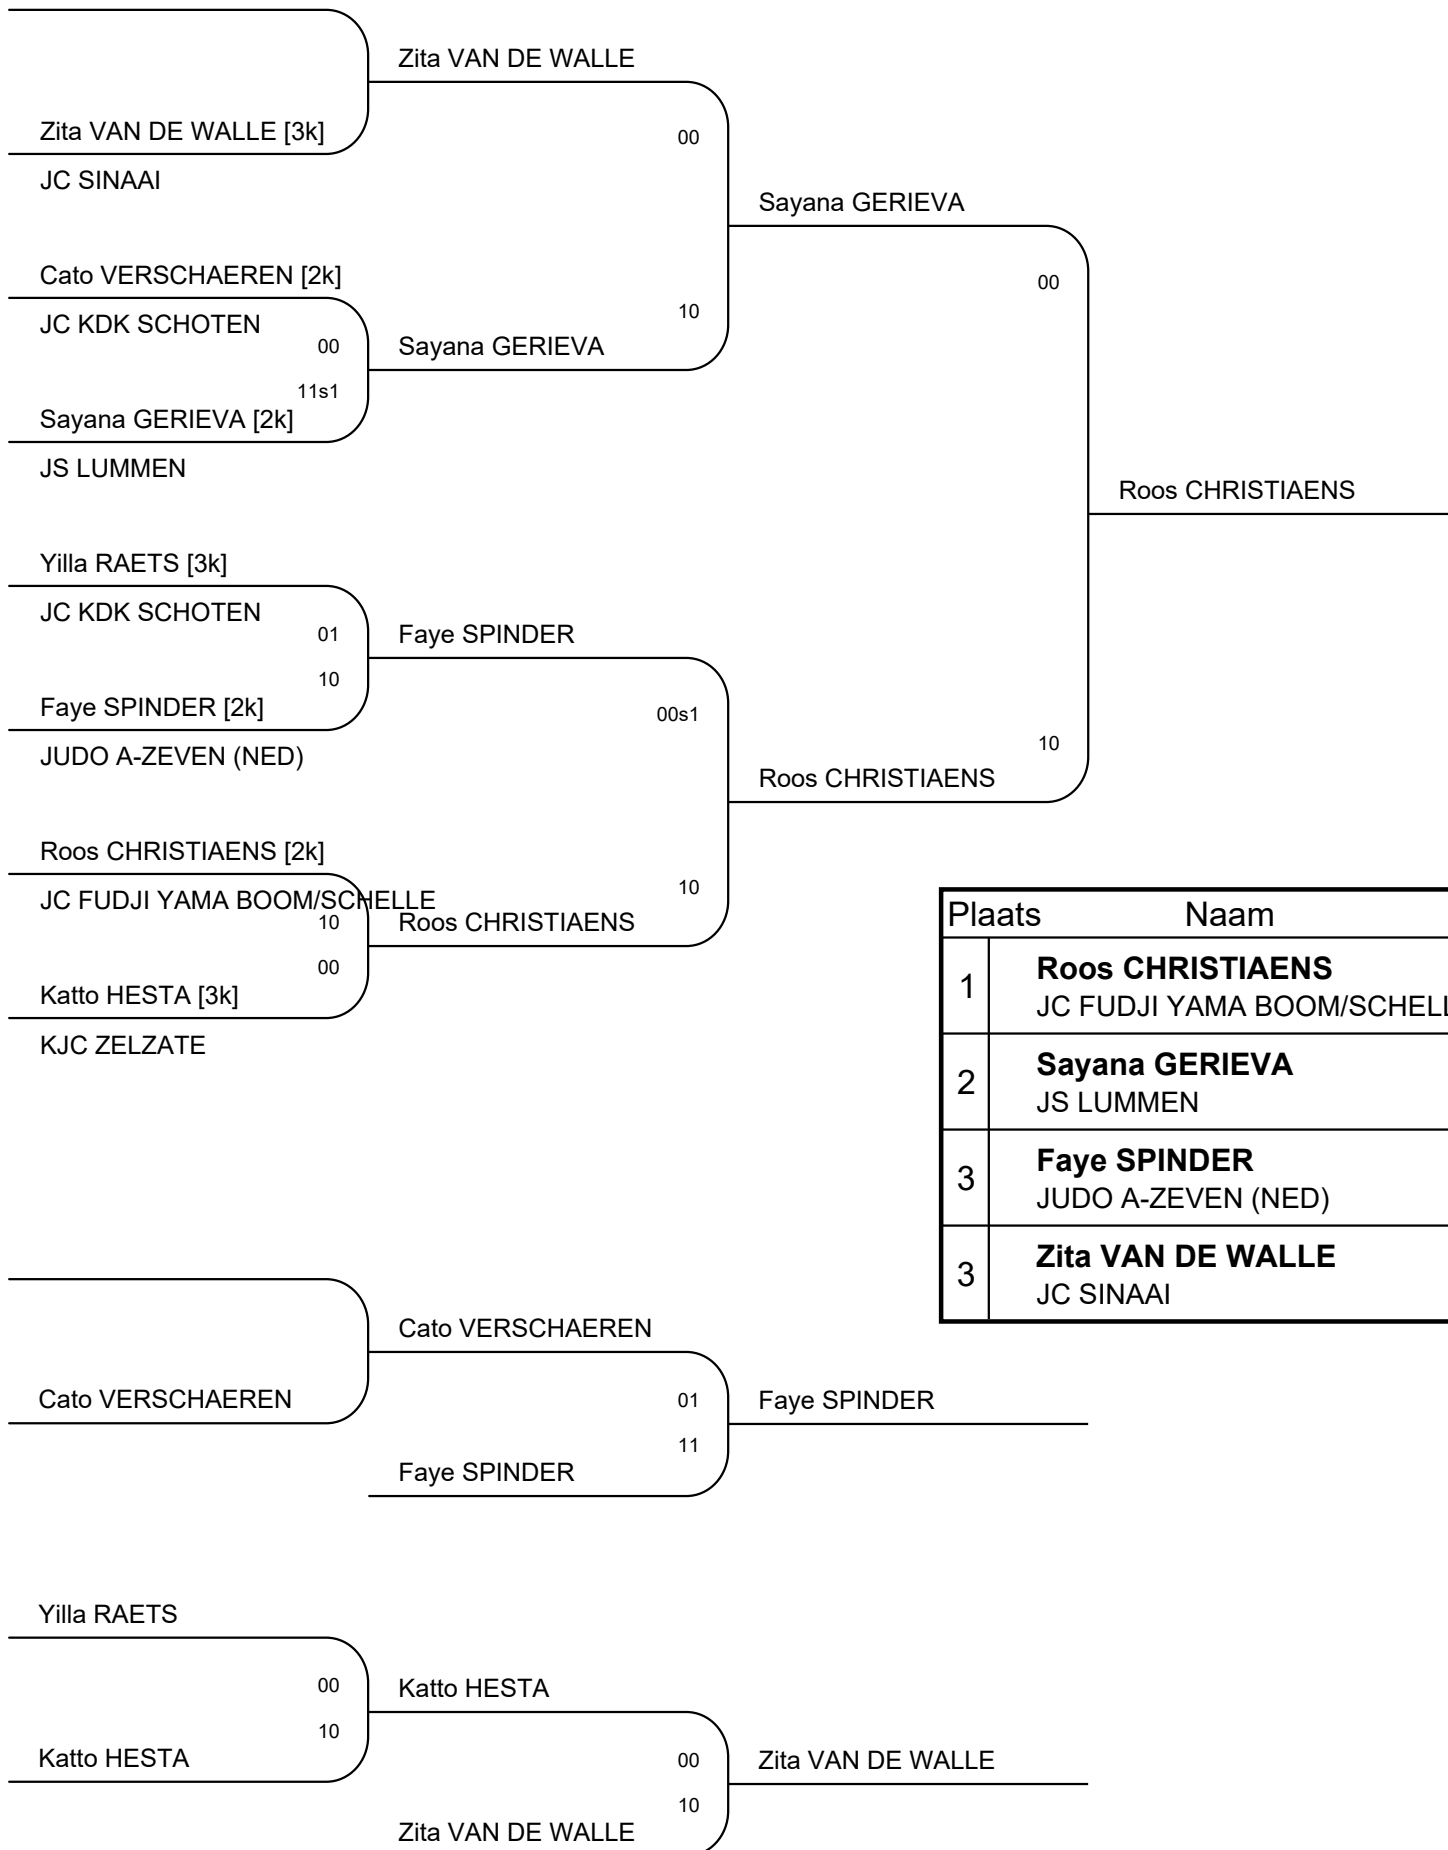 Zita VAN DE WALLE
Zita VAN DE WALLE [3k]
00
JC SINAAI
Sayana GERIEVA
Cato VERSCHAEREN [2k]
00
JC KDK SCHOTEN
10
00
Sayana GERIEVA
11s1
Sayana GERIEVA [2k]
JS LUMMEN
Roos CHRISTIAENS
Yilla RAETS [3k]
JC KDK SCHOTEN
01
Faye SPINDER
10
Faye SPINDER [2k]
00s1
JUDO A-ZEVEN (NED)
10
Roos CHRISTIAENS
Roos CHRISTIAENS [2k]
JC FUDJI YAMA BOOM/SCHELLE
10
10
Roos CHRISTIAENS
00
Katto HESTA [3k]
KJC ZELZATE
Plaats Naam
1 Roos CHRISTIAENS
JC FUDJI YAMA BOOM/SCHELL
2 Sayana GERIEVA
JS LUMMEN
3 Faye SPINDER
JUDO A-ZEVEN (NED)
3 Zita VAN DE WALLE
JC SINAAI
Cato VERSCHAEREN
Cato VERSCHAEREN
01
Faye SPINDER
11
Faye SPINDER
Yilla RAETS
00
Katto HESTA
10
Katto HESTA
00
Zita VAN DE WALLE
10
Zita VAN DE WALLE